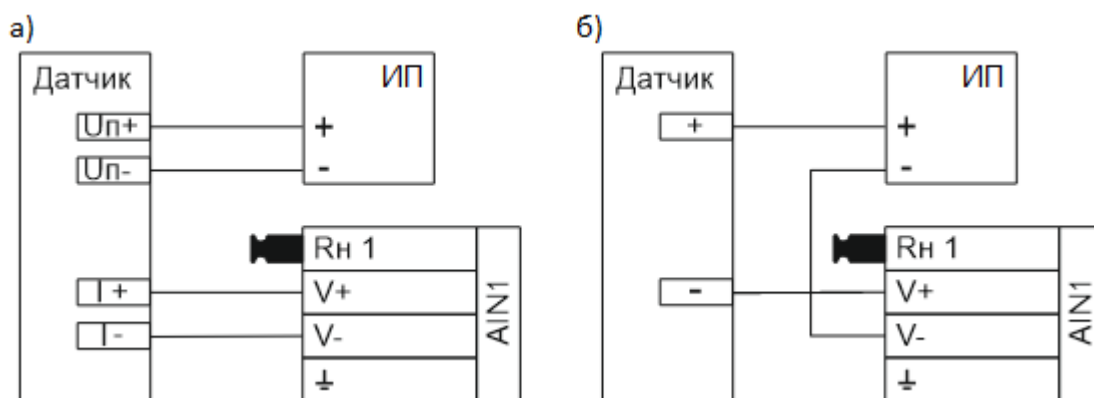 а)
Датчик
ИП
Uп+
+
Uп-
-
Rн 1
I +
V+
I -
V-
⏚
AIN1
б)
Датчик
ИП
+
+
-
Rн 1
-
V+
V-
⏚
AIN1